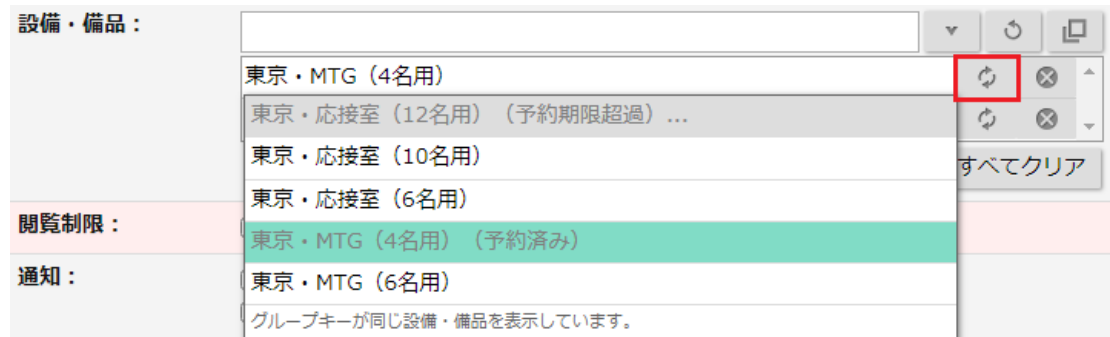 設備・備品：
東京・MTG（4名用）
東京・応接室（12名用）（予約期限超過）...
東京・応接室（10名用）
東京・応接室（6名用）
すべてクリア
閲覧制限：
東京・MTG（4名用）（予約済み）
通知：
東京・MTG（6名用）
グループキーが同じ設備・備品を表示しています。